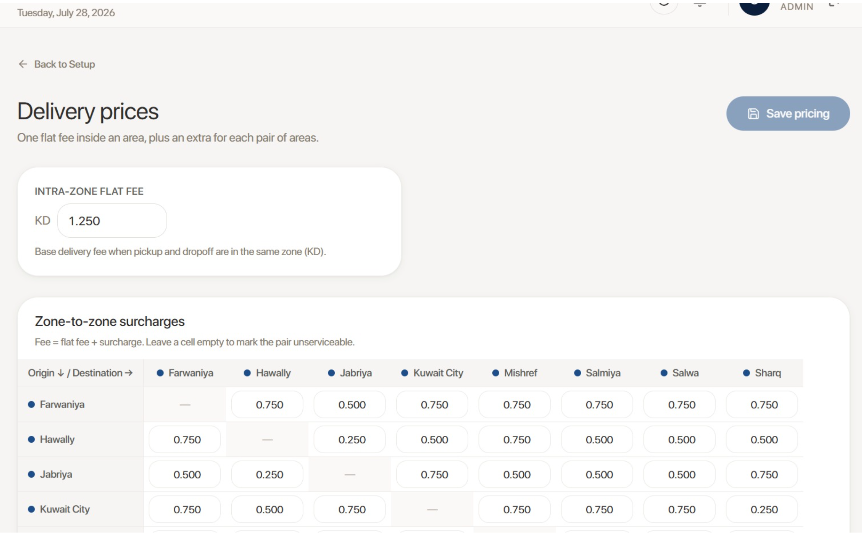 Tuesday, July 28, 2026
ADMIN
← Back to Setup
Delivery prices
Save pricing
One flat fee inside an area, plus an extra for each pair of areas.
INTRA-ZONE FLAT FEE
KD 1.250
Base delivery fee when pickup and dropoff are in the same zone (KD).
Zone-to-zone surcharges
Fee = flat fee + surcharge. Leave a cell empty to mark the pair unserviceable.
Origin ↓ / Destination → Farwaniya Hawally Jabriya Kuwait City Mishref Salmiya Salwa Sharq
Farwaniya — 0.750 0.500 0.750 0.750 0.750 0.750 0.750
Hawally 0.750 — 0.250 0.500 0.750 0.500 0.500 0.500
Jabriya 0.500 0.250 — 0.750 0.500 0.500 0.500 0.750
Kuwait City 0.750 0.500 0.750 — 0.750 0.750 0.750 0.250